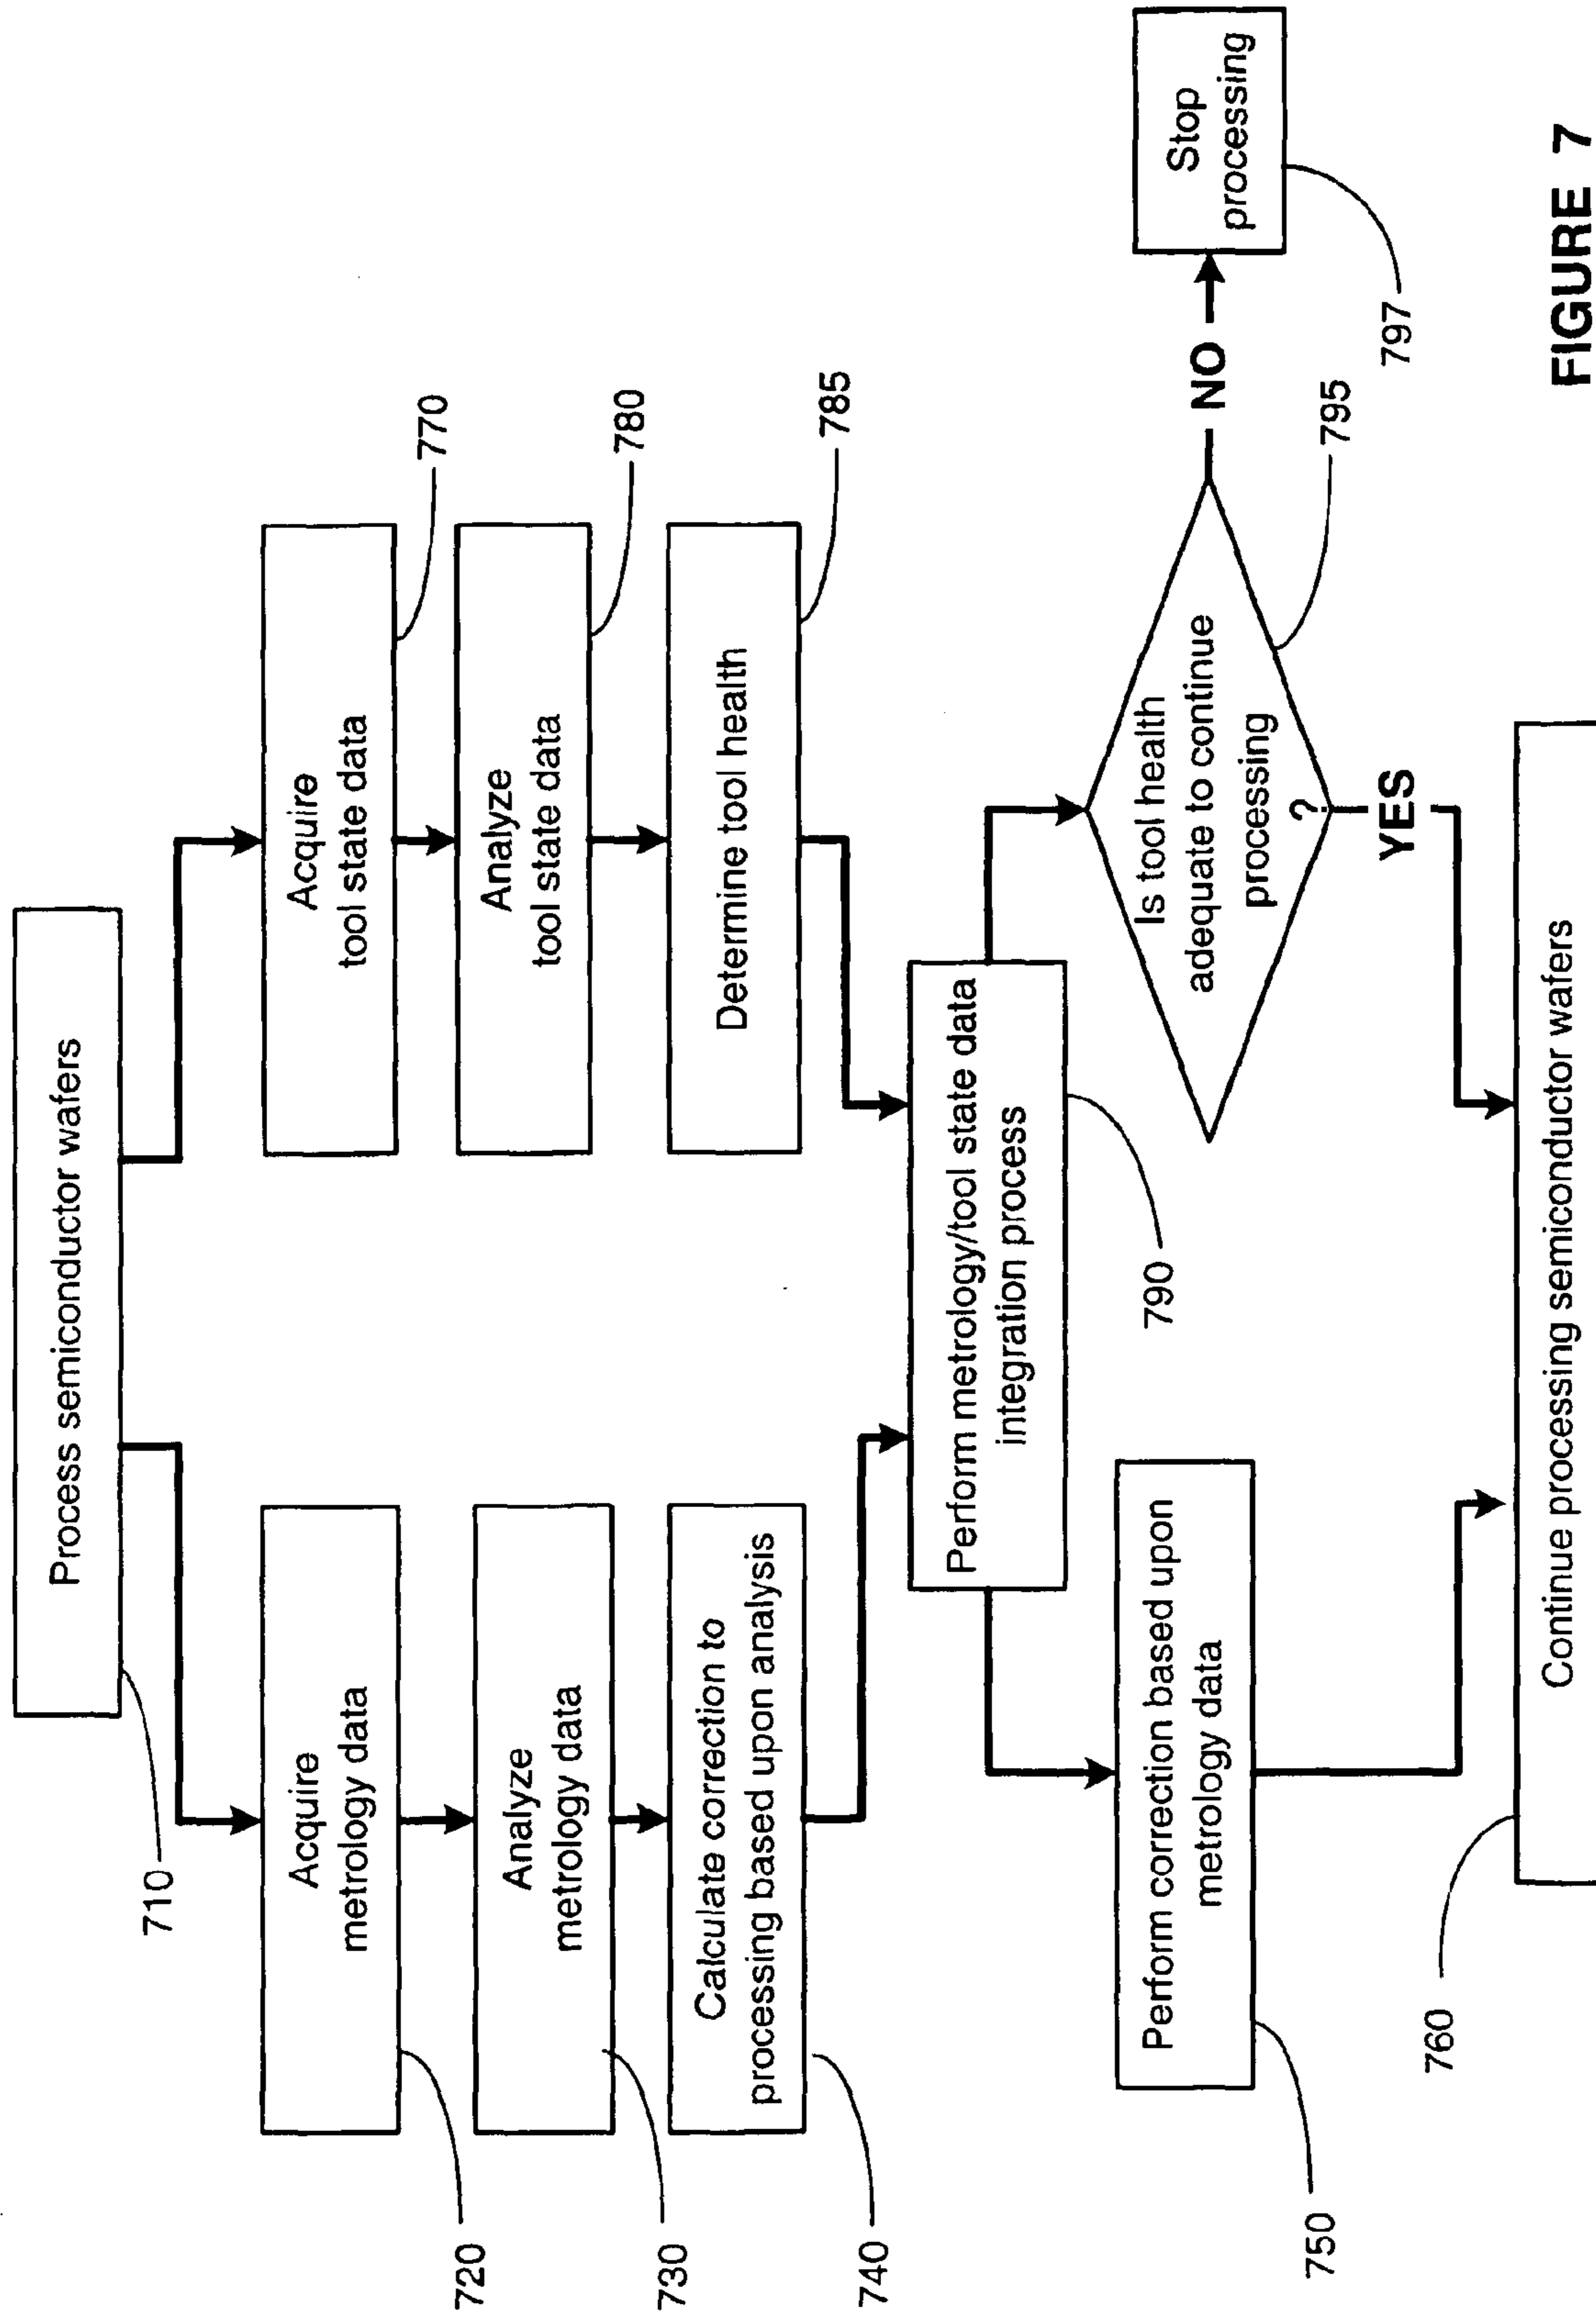 Process semiconductor wafers
710
Acquire
metrology data
720
Acquire
tool state data
770
Analyze
metrology data
730
Analyze
tool state data
780
Calculate correction to
processing based upon analysis
740
Determine tool health
785
Perform metrology/tool state data
integration process
790
Perform correction based upon
metrology data
750
Is tool health
adequate to continue
processing
?
795
NO
Stop
processing
797
YES
760
Continue processing semiconductor wafers
FIGURE 7